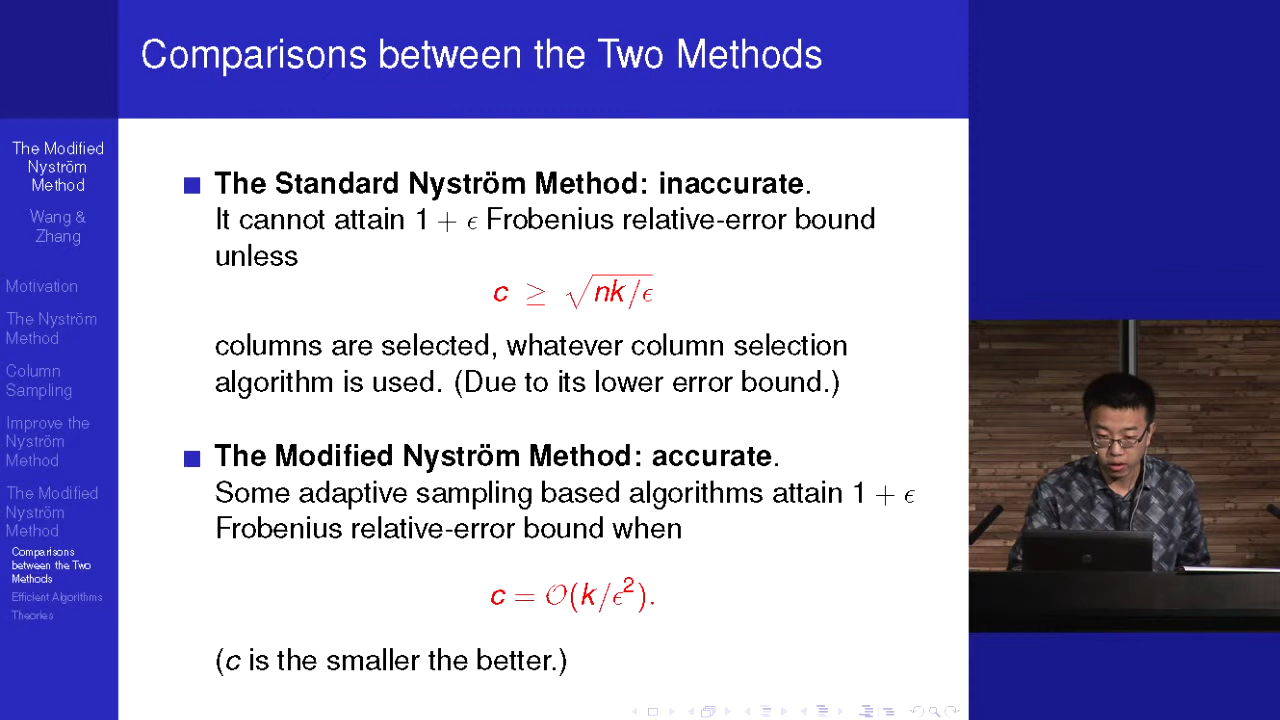 Comparisons between the Two Methods
The Modified
Nyström
Method
Wang &
Zhang
Motivation
The Nyström
Method
Column
Sampling
Improve the
Nyström
Method
The Modified
Nyström
Method
Comparisons
between the Two
Methods
Efficient Algorithms
Theories
The Standard Nyström Method: inaccurate.
It cannot attain 1 + ϵ Frobenius relative-error bound
unless
c ≥ √nk/ϵ
columns are selected, whatever column selection
algorithm is used. (Due to its lower error bound.)
The Modified Nyström Method: accurate.
Some adaptive sampling based algorithms attain 1 + ϵ
Frobenius relative-error bound when
c = O(k/ϵ²).
(c is the smaller the better.)